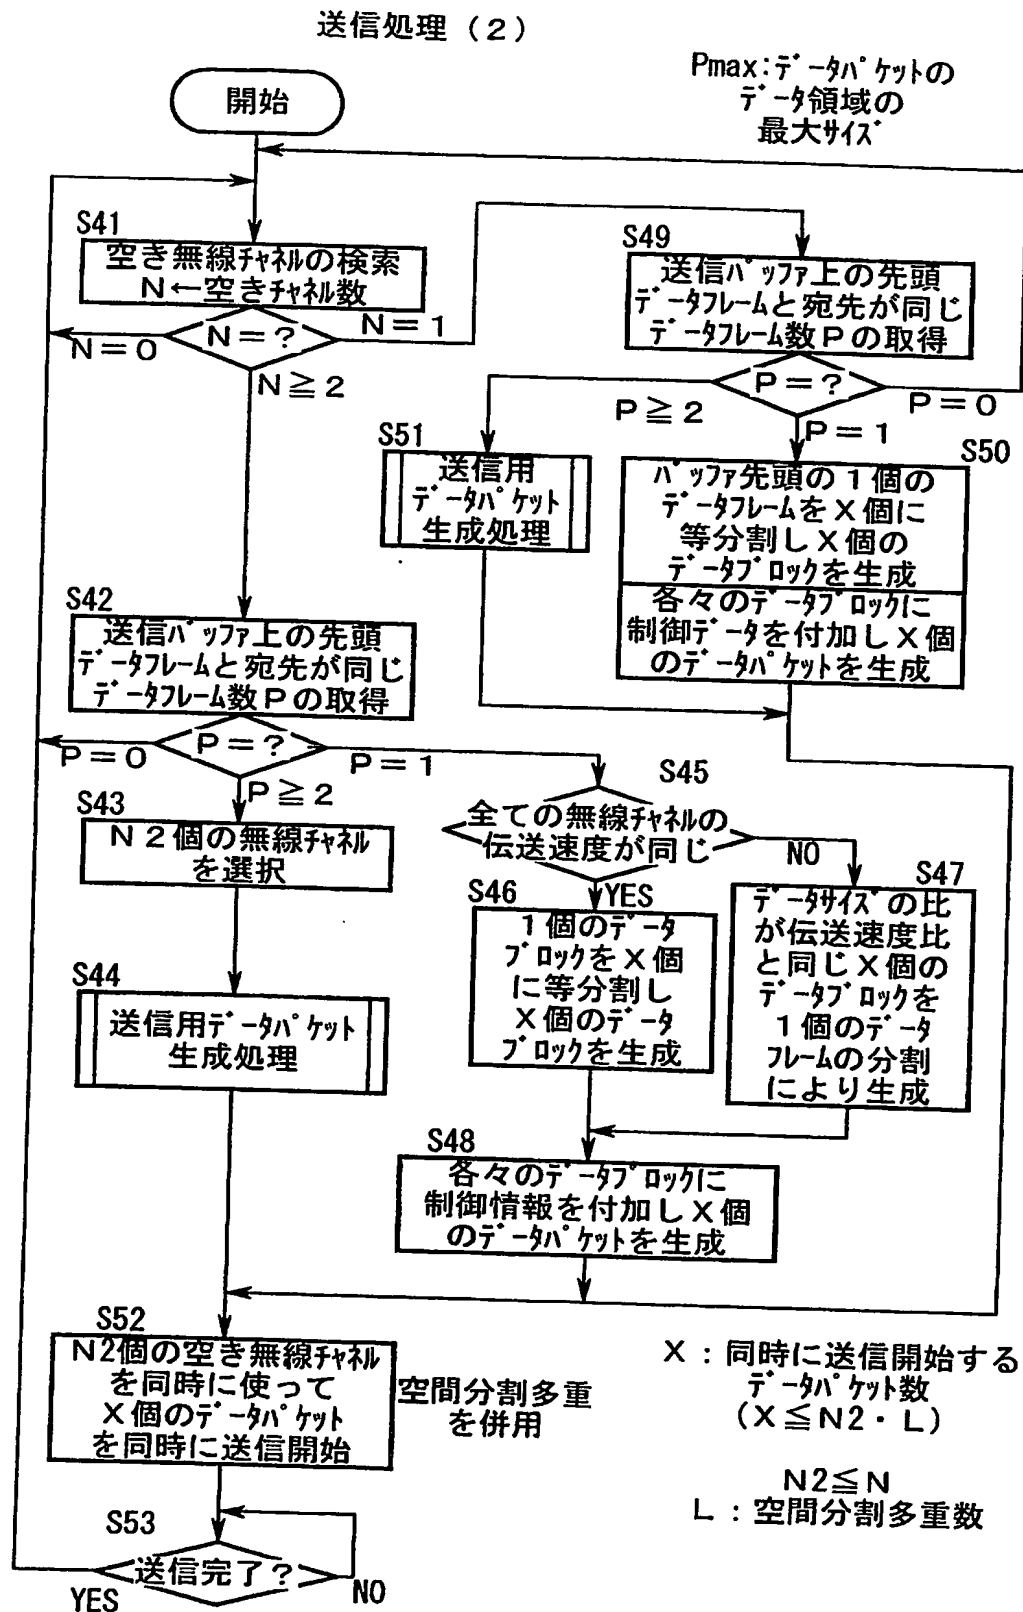 送信処理(2)
Pmax:データパケットの
データ領域の
最大サイズ
開始
S41
空き無線チャネルの検索
N←空きチャネル数
N=?
N=0
N=1
N≧2
S49
送信バッファ上の先頭
データフレームと宛先が同じ
データフレーム数Pの取得
P=?
P≧2
P=0
P=1
S51
送信用
データパケット
生成処理
S50
バッファ先頭の1個の
データフレームをX個に
等分割しX個の
データブロックを生成
各々のデータブロックに
制御データを付加しX個
のデータパケットを生成
S42
送信バッファ上の先頭
データフレームと宛先が同じ
データフレーム数Pの取得
P=?
P=0
P=1
P≧2
S43
N2個の無線チャネル
を選択
S44
送信用データパケット
生成処理
S45
全ての無線チャネルの
伝送速度が同じ
NO
YES
S46
1個のデータ
ブロックをX個
に等分割し
X個のデータ
ブロックを生成
S47
データサイズの比
が伝送速度比
と同じX個の
データブロックを
1個のデータ
フレームの分割
により生成
S48
各々のデータブロックに
制御情報を付加しX個
のデータパケットを生成
S52
N2個の空き無線チャネル
を同時に使って
X個のデータパケット
を同時に送信開始
空間分割多重
を併用
X:同時に送信開始する
データパケット数
(X≦N2・L)
N2≦N
L:空間分割多重数
S53
送信完了?
YES
NO